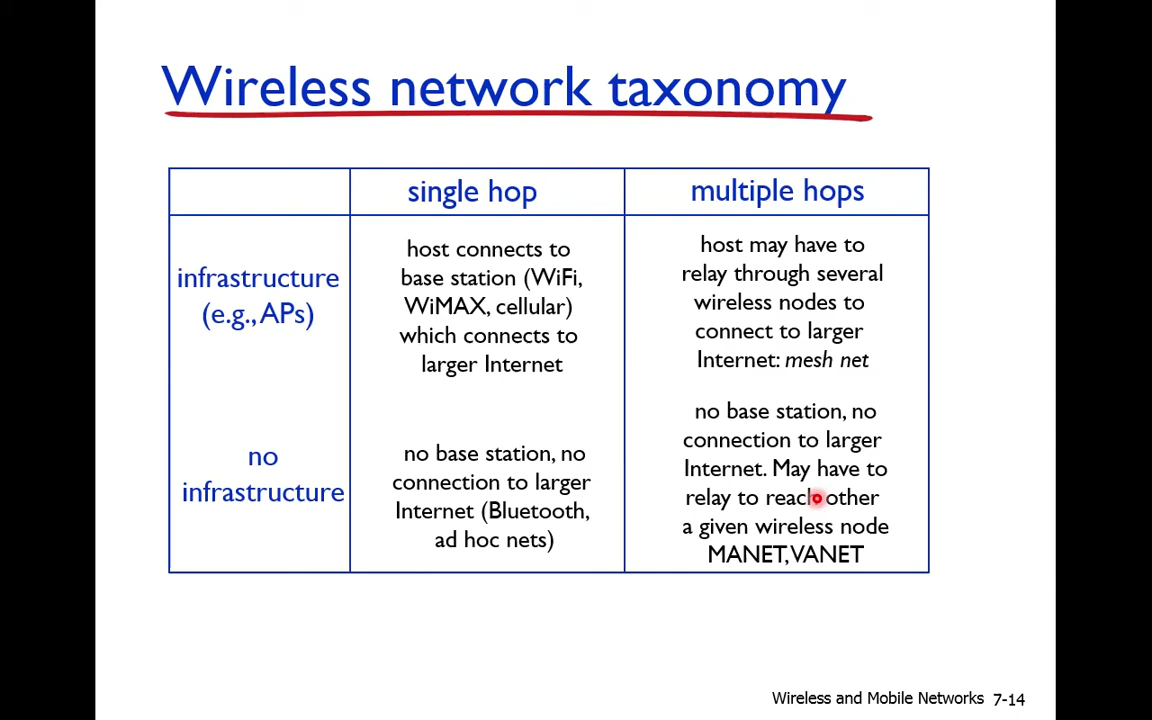 Wireless network taxonomy
single hop
multiple hops
infrastructure
(e.g., APs)
host connects to
base station (WiFi,
WiMAX, cellular)
which connects to
larger Internet
host may have to
relay through several
wireless nodes to
connect to larger
Internet: mesh net
no
infrastructure
no base station, no
connection to larger
Internet (Bluetooth,
ad hoc nets)
no base station, no
connection to larger
Internet. May have to
relay to reach other
a given wireless node
MANET, VANET
Wireless and Mobile Networks 7-14